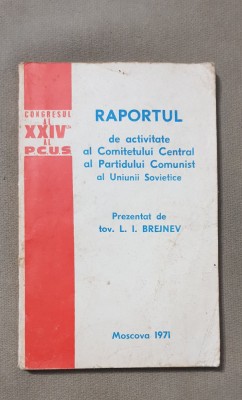 CONGRESUL
AL
XXIV lea
AL
P.C.U.S.
RAPORTUL
de activitate
al Comitetului Central
al Partidului Comunist
al Uniunii Sovietice
Prezentat de
tov. L. I. BREJNEV
Moscova 1971